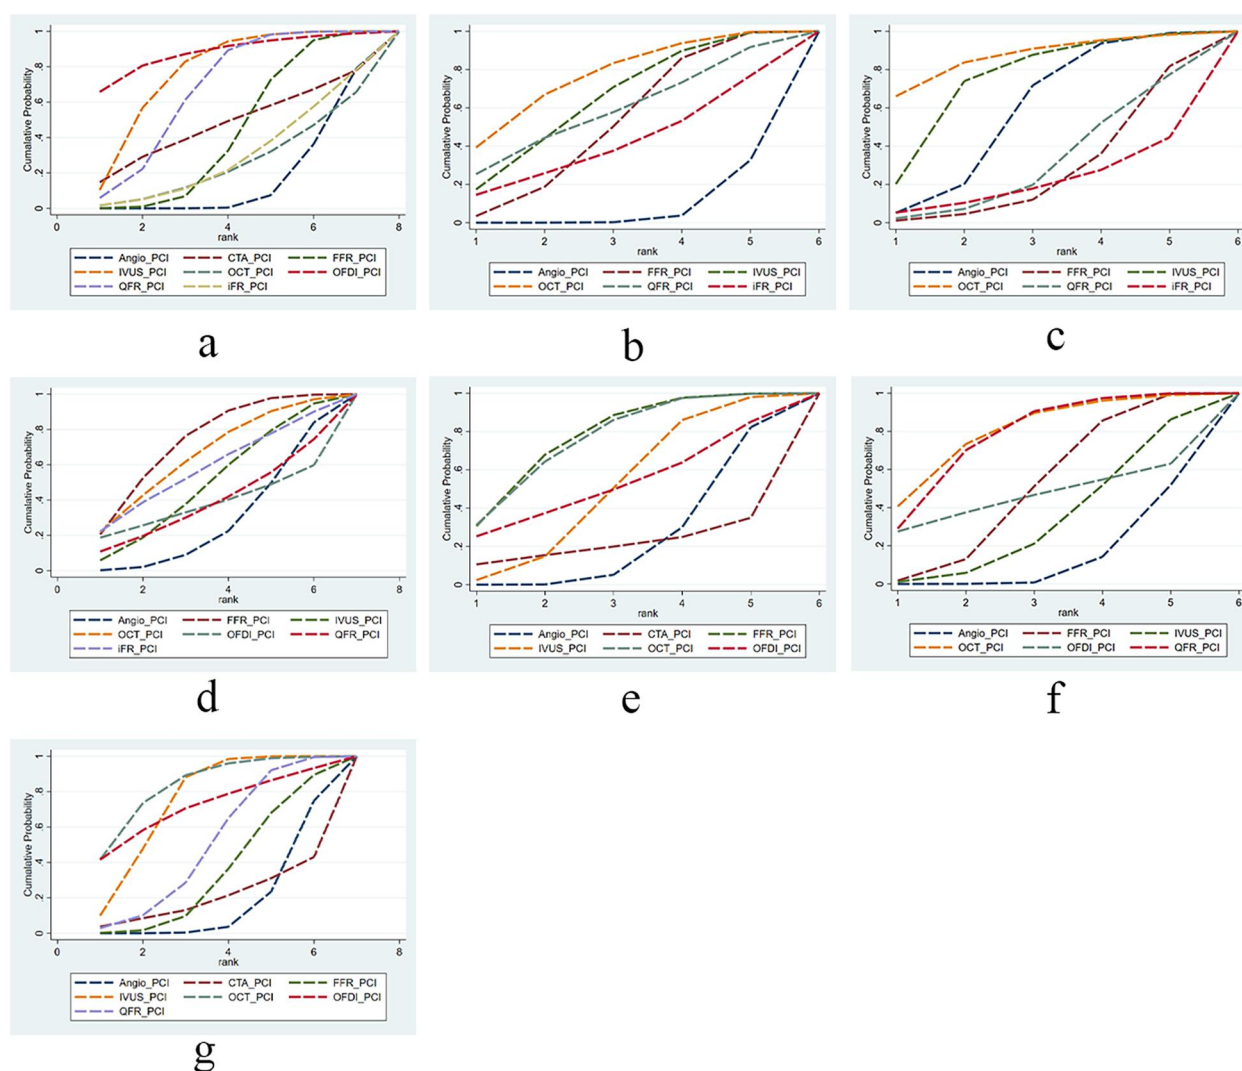 Cumalative Probability
1
.8
.6
.4
.2
0
0 2 4 6 8
rank
Angio_PCI CTA_PCI FFR_PCI
IVUS_PCI OCT_PCI OFDI_PCI
QFR_PCI iFR_PCI
a
Cumalative Probability
1
.8
.6
.4
.2
0
1 2 3 4 5 6
rank
Angio_PCI FFR_PCI IVUS_PCI
OCT_PCI QFR_PCI iFR_PCI
b
Cumalative Probability
1
.8
.6
.4
.2
0
1 2 3 4 5 6
rank
Angio_PCI FFR_PCI IVUS_PCI
OCT_PCI QFR_PCI iFR_PCI
c
Cumalative Probability
1
.8
.6
.4
.2
0
0 2 4 6 8
rank
Angio_PCI FFR_PCI IVUS_PCI
OCT_PCI OFDI_PCI QFR_PCI
iFR_PCI
d
Cumalative Probability
1
.8
.6
.4
.2
0
1 2 3 4 5 6
rank
Angio_PCI CTA_PCI FFR_PCI
IVUS_PCI OCT_PCI OFDI_PCI
e
Cumalative Probability
1
.8
.6
.4
.2
0
1 2 3 4 5 6
rank
Angio_PCI FFR_PCI IVUS_PCI
OCT_PCI OFDI_PCI QFR_PCI
f
Cumalative Probability
1
.8
.6
.4
.2
0
0 2 4 6 8
rank
Angio_PCI CTA_PCI FFR_PCI
IVUS_PCI OCT_PCI OFDI_PCI
QFR_PCI
g